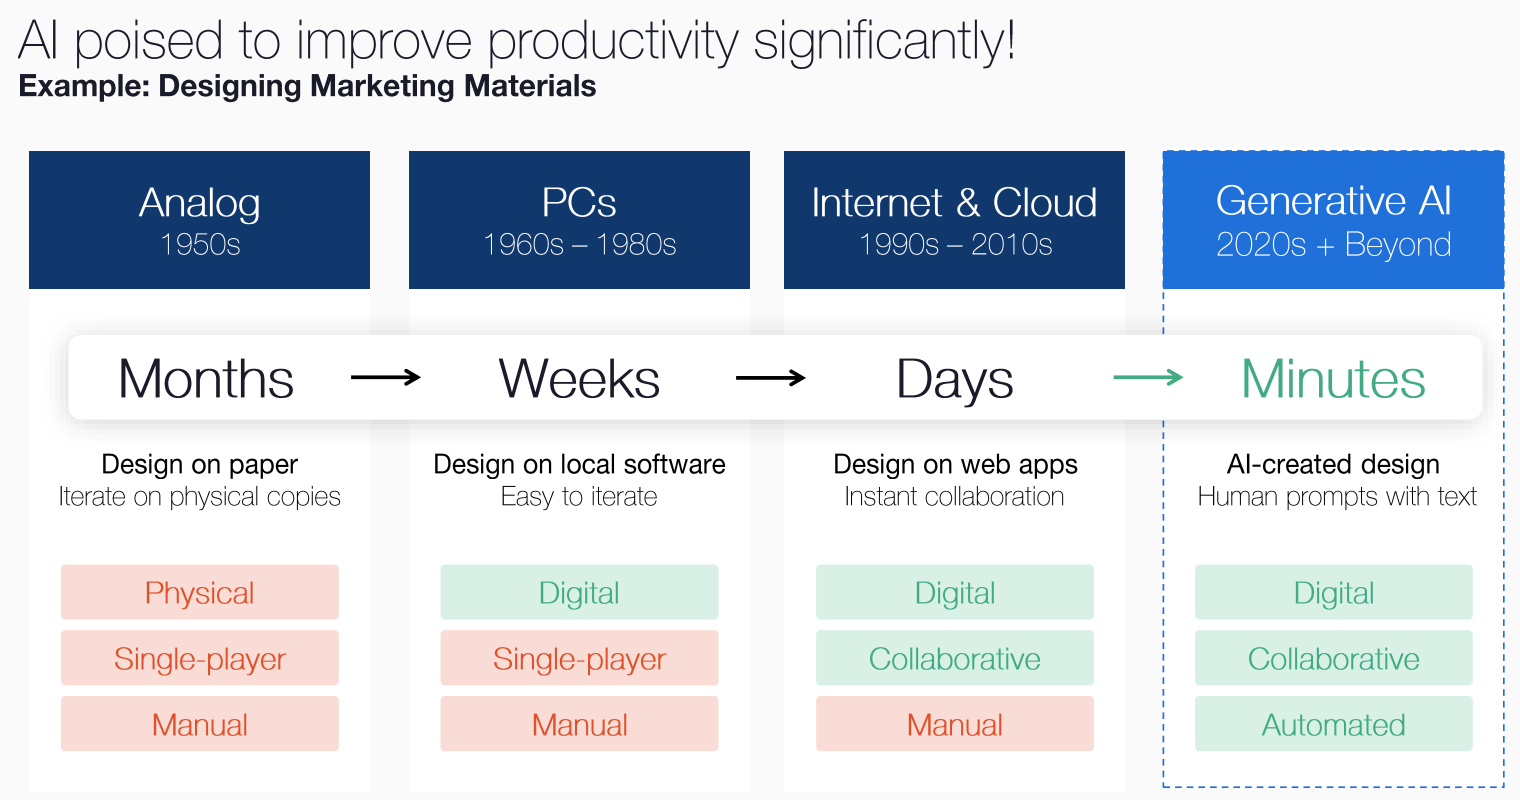 AI poised to improve productivity significantly!
Example: Designing Marketing Materials
Analog
1950s
PCs
1960s – 1980s
Internet & Cloud
1990s – 2010s
Generative AI
2020s + Beyond
Months
Weeks
Days
Minutes
Design on paper
Iterate on physical copies
Design on local software
Easy to iterate
Design on web apps
Instant collaboration
AI-created design
Human prompts with text
Physical
Single-player
Manual
Digital
Single-player
Manual
Digital
Collaborative
Manual
Digital
Collaborative
Automated